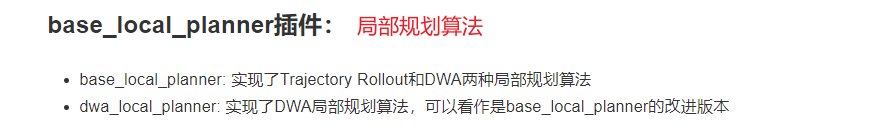 base_local_planner插件： 局部规划算法
base_local_planner: 实现了Trajectory Rollout和DWA两种局部规划算法
dwa_local_planner: 实现了DWA局部规划算法，可以看作是base_local_planner的改进版本